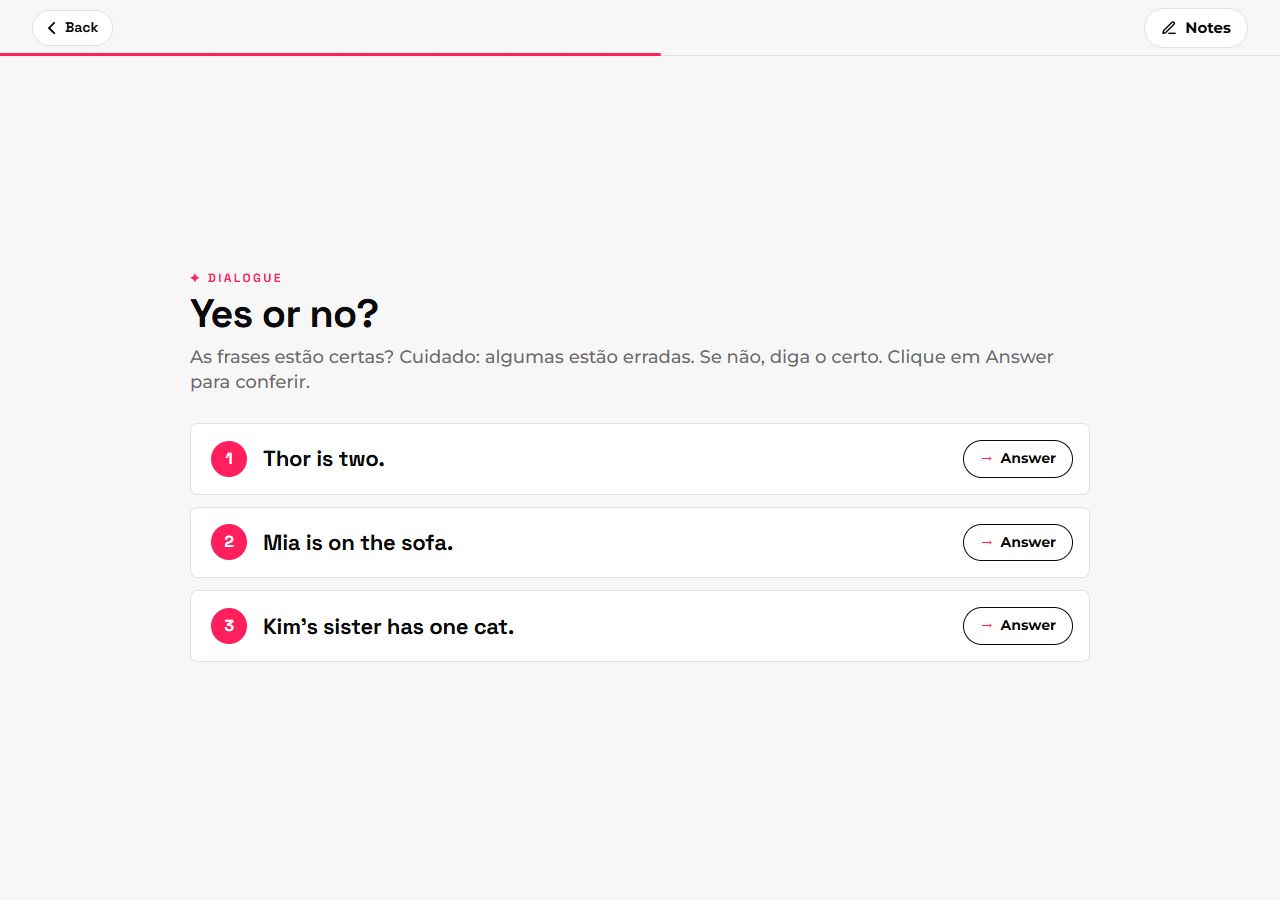 Back
Notes
✦ DIALOGUE
Yes or no?
As frases estão certas? Cuidado: algumas estão erradas. Se não, diga o certo. Clique em Answer
para conferir.
1 Thor is two. → Answer
2 Mia is on the sofa. → Answer
3 Kim’s sister has one cat. → Answer